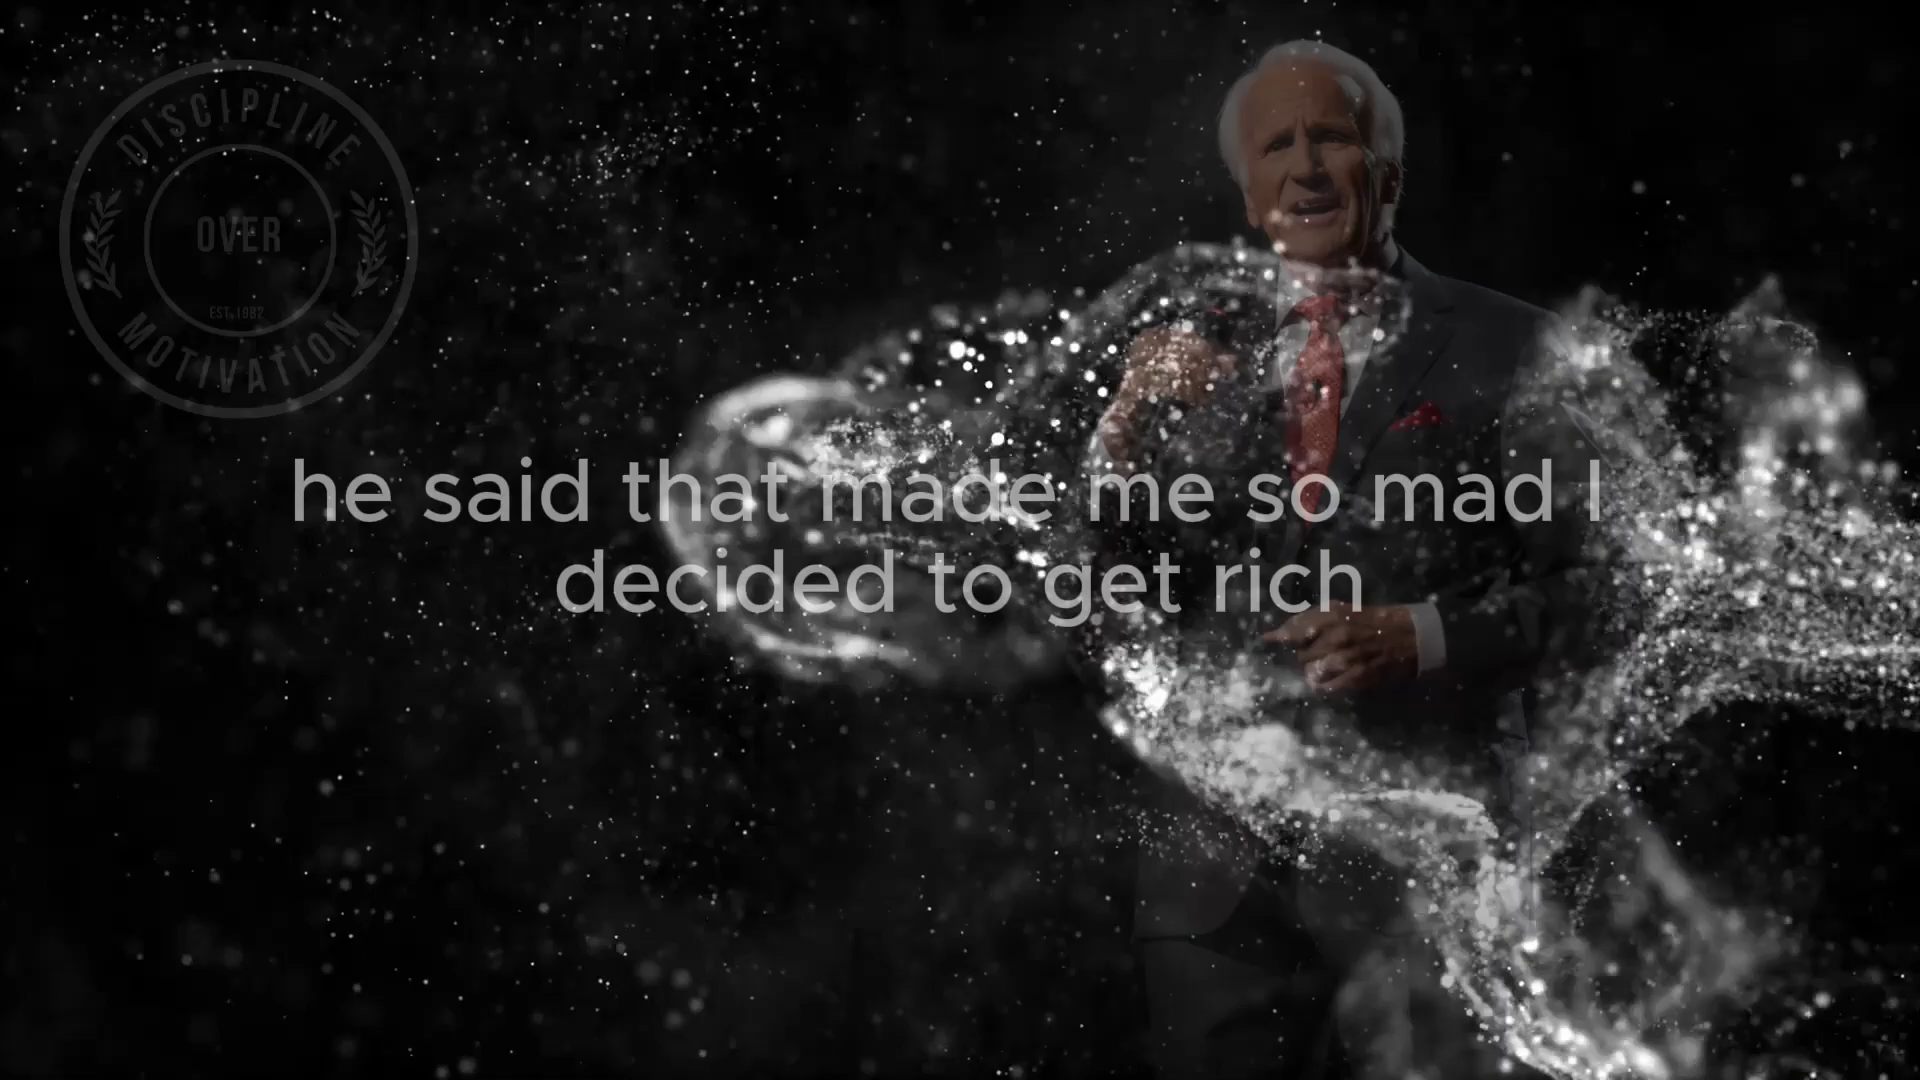 DISCIPLINE
OVER
EST. 1982
MOTIVATION
he said that made me so mad I
decided to get rich